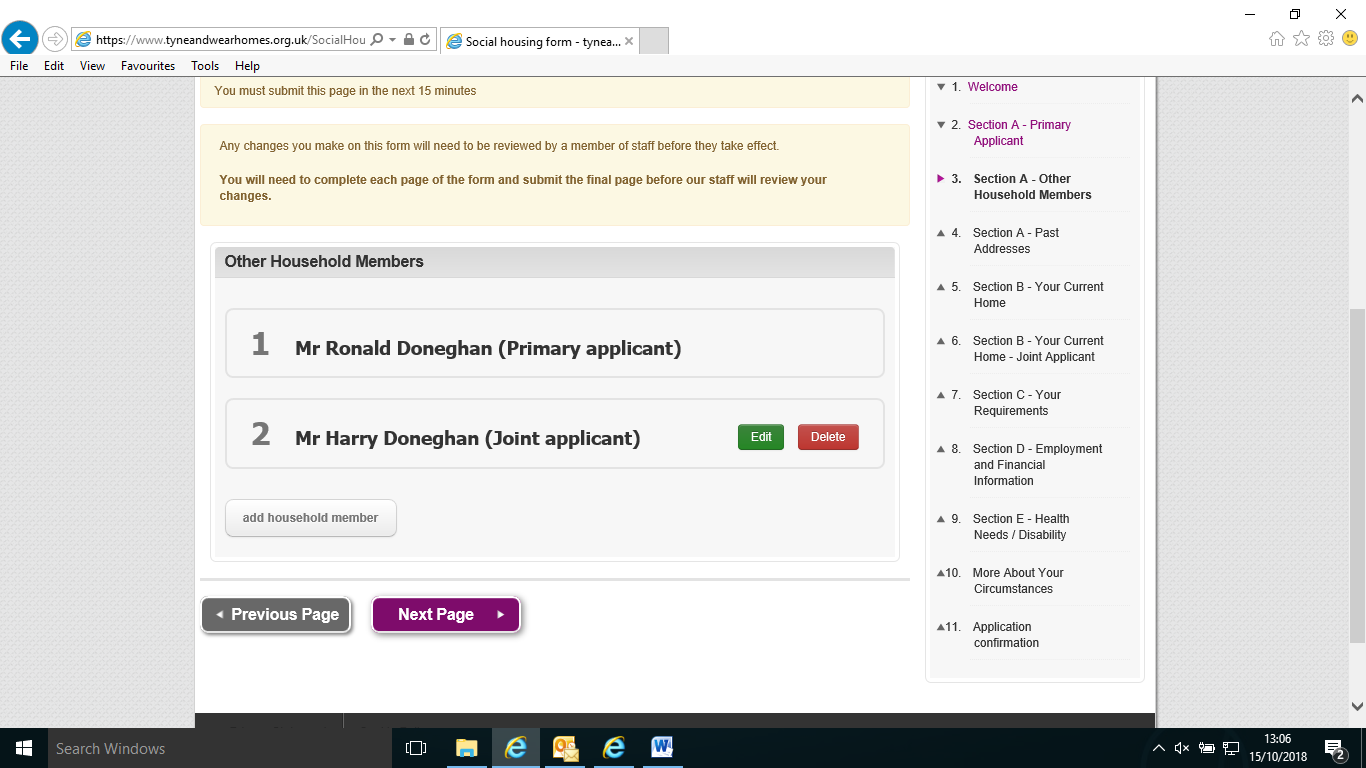 https://www.tyneandwearhomes.org.uk/SocialHou
Social housing form - tynea...
File Edit View Favourites Tools Help
You must submit this page in the next 15 minutes
Any changes you make on this form will need to be reviewed by a member of staff before they take effect.
You will need to complete each page of the form and submit the final page before our staff will review your
changes.
Other Household Members
1 Mr Ronald Doneghan (Primary applicant)
2 Mr Harry Doneghan (Joint applicant) Edit Delete
add household member
Previous Page Next Page
1. Welcome
2. Section A - Primary
Applicant
3. Section A - Other
Household Members
4. Section A - Past
Addresses
5. Section B - Your Current
Home
6. Section B - Your Current
Home - Joint Applicant
7. Section C - Your
Requirements
8. Section D - Employment
and Financial
Information
9. Section E - Health
Needs / Disability
10. More About Your
Circumstances
11. Application
confirmation
Search Windows
13:06
15/10/2018
2